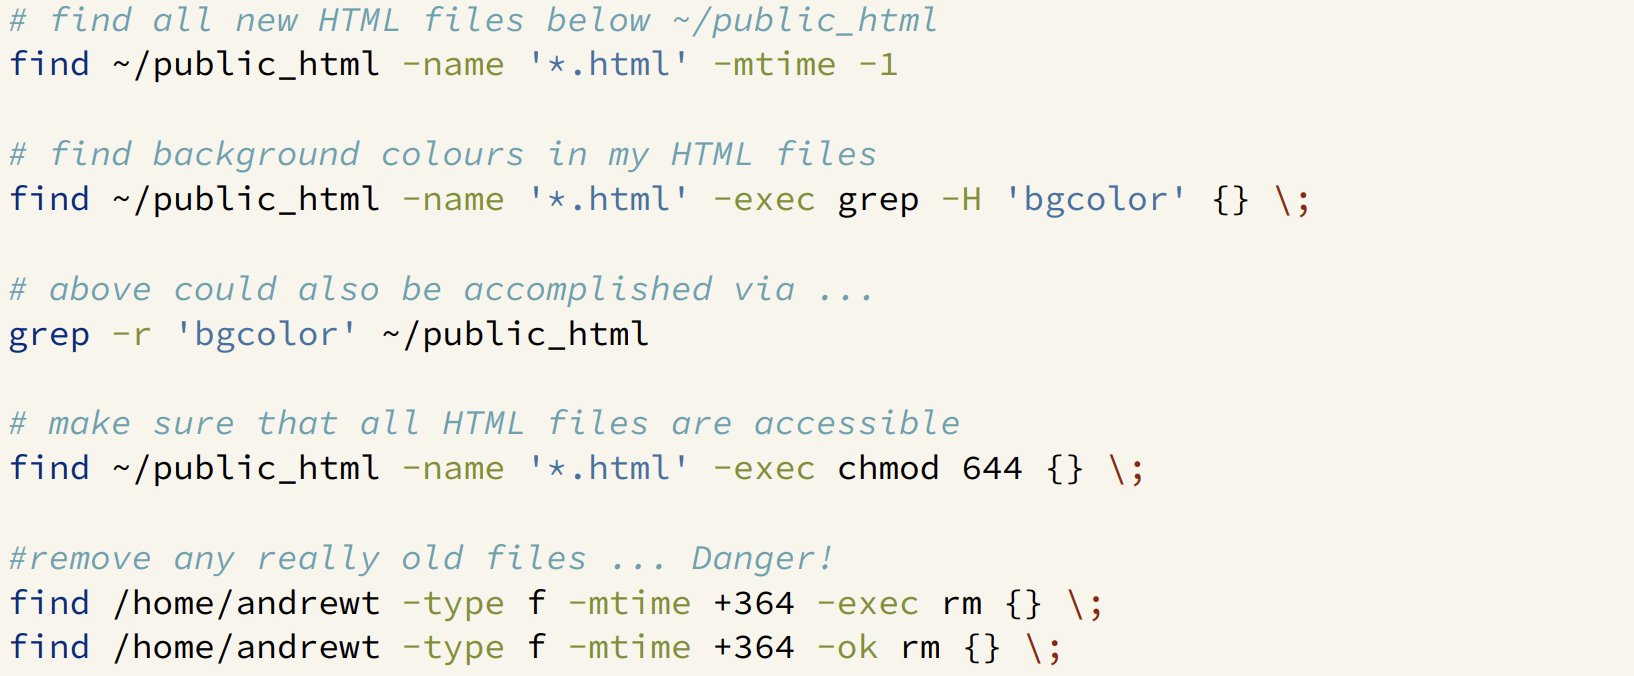 # find all new HTML files below ~/public_html
find ~/public_html -name '*.html' -mtime -1
# find background colours in my HTML files
find ~/public_html -name '*.html' -exec grep -H 'bgcolor' {} \;
# above could also be accomplished via ...
grep -r 'bgcolor' ~/public_html
# make sure that all HTML files are accessible
find ~/public_html -name '*.html' -exec chmod 644 {} \;
#remove any really old files ... Danger!
find /home/andrewt -type f -mtime +364 -exec rm {} \;
find /home/andrewt -type f -mtime +364 -ok rm {} \;